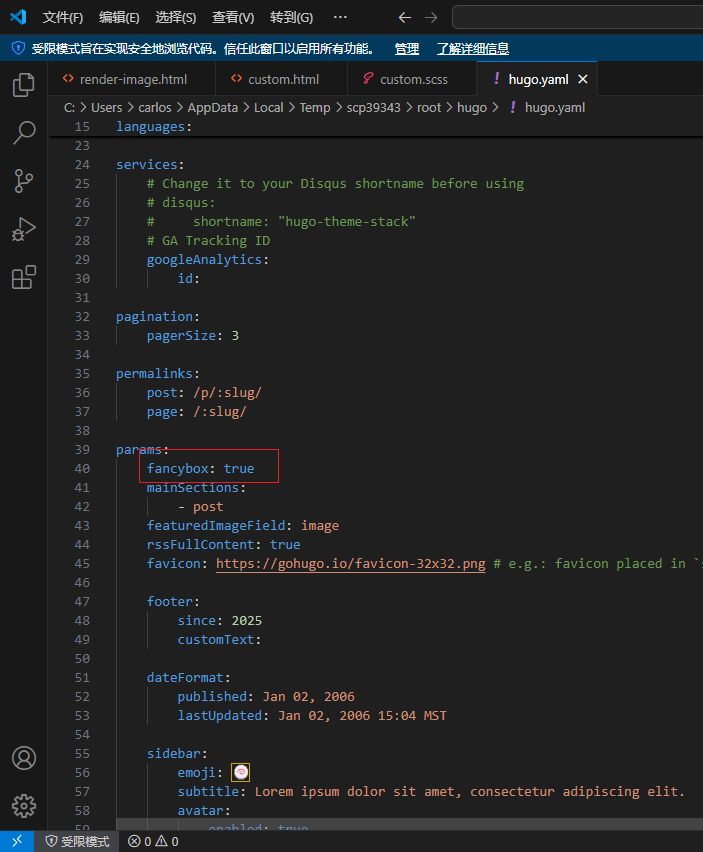 文件(F) 编辑(E) 选择(S) 查看(V) 转到(G) ···
受限模式旨在实现安全地浏览代码。信任此窗口以启用所有功能。 管理 了解详细信息
render-image.html custom.html custom.scss ! hugo.yaml
C: > Users > carlos > AppData > Local > Temp > scp39343 > root > hugo > ! hugo.yaml
15 languages:
23
24 services:
25 # Change it to your Disqus shortname before using
26 # disqus:
27 #     shortname: "hugo-theme-stack"
28 # GA Tracking ID
29 googleAnalytics:
30 id:
31
32 pagination:
33 pagerSize: 3
34
35 permalinks:
36 post: /p/:slug/
37 page: /:slug/
38
39 params:
40 fancybox: true
41 mainSections:
42 - post
43 featuredImageField: image
44 rssFullContent: true
45 favicon: https://gohugo.io/favicon-32x32.png # e.g.: favicon placed in `
46
47 footer:
48 since: 2025
49 customText:
50
51 dateFormat:
52 published: Jan 02, 2006
53 lastUpdated: Jan 02, 2006 15:04 MST
54
55 sidebar:
56 emoji: 🍥
57 subtitle: Lorem ipsum dolor sit amet, consectetur adipiscing elit.
58 avatar:
59 enabled: true
受限模式 0 0